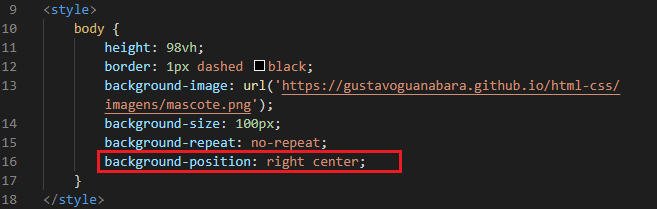 9 <style>
10 body {
11 height: 98vh;
12 border: 1px dashed black;
13 background-image: url('https://gustavoguanabara.github.io/html-css/
imagens/mascote.png');
14 background-size: 100px;
15 background-repeat: no-repeat;
16 background-position: right center;
17 }
18 </style>